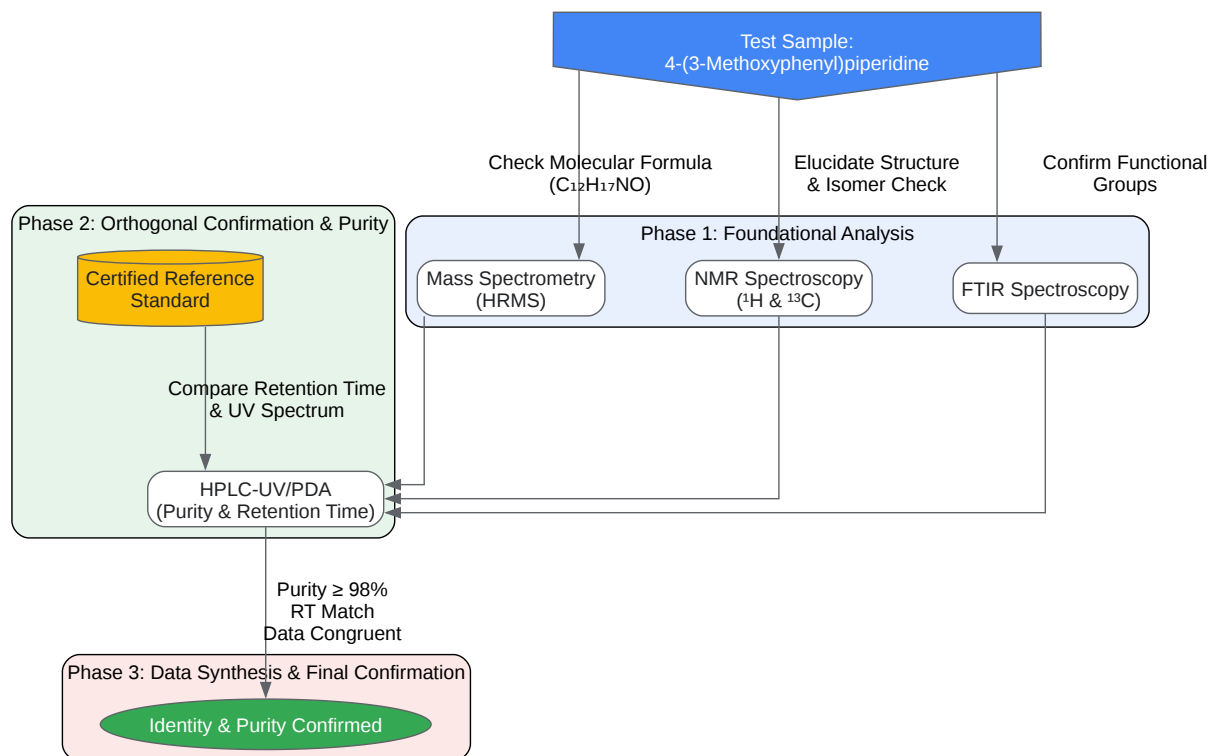 Test Sample:
4-(3-Methoxyphenyl)piperidine
Check Molecular Formula
(C₁₂H₁₇NO)
Elucidate Structure
& Isomer Check
Confirm Functional
Groups
Phase 2: Orthogonal Confirmation & Purity
Phase 1: Foundational Analysis
Certified Reference
Standard
Mass Spectrometry
(HRMS)
NMR Spectroscopy
(¹H & ¹³C)
FTIR Spectroscopy
Compare Retention Time
& UV Spectrum
HPLC-UV/PDA
(Purity & Retention Time)
Purity ≥ 98%
RT Match
Data Congruent
Phase 3: Data Synthesis & Final Confirmation
Identity & Purity Confirmed